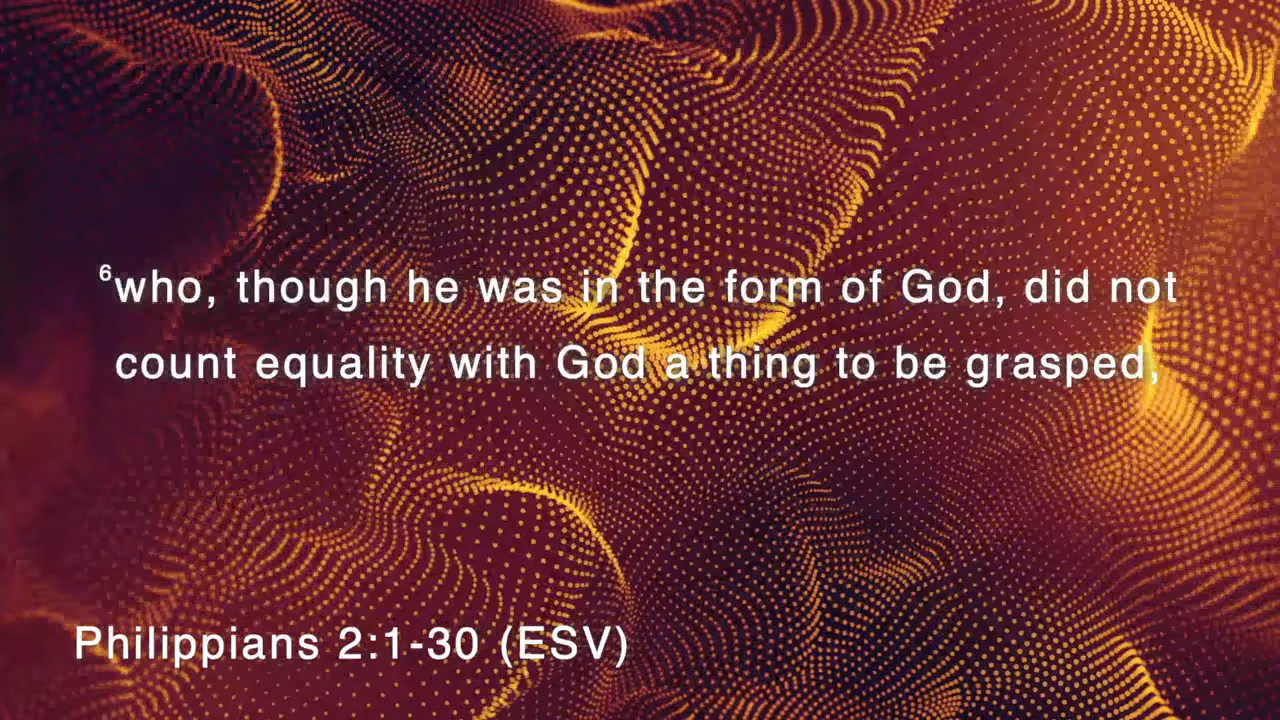 ⁶who, though he was in the form of God, did not
count equality with God a thing to be grasped,
Philippians 2:1-30 (ESV)